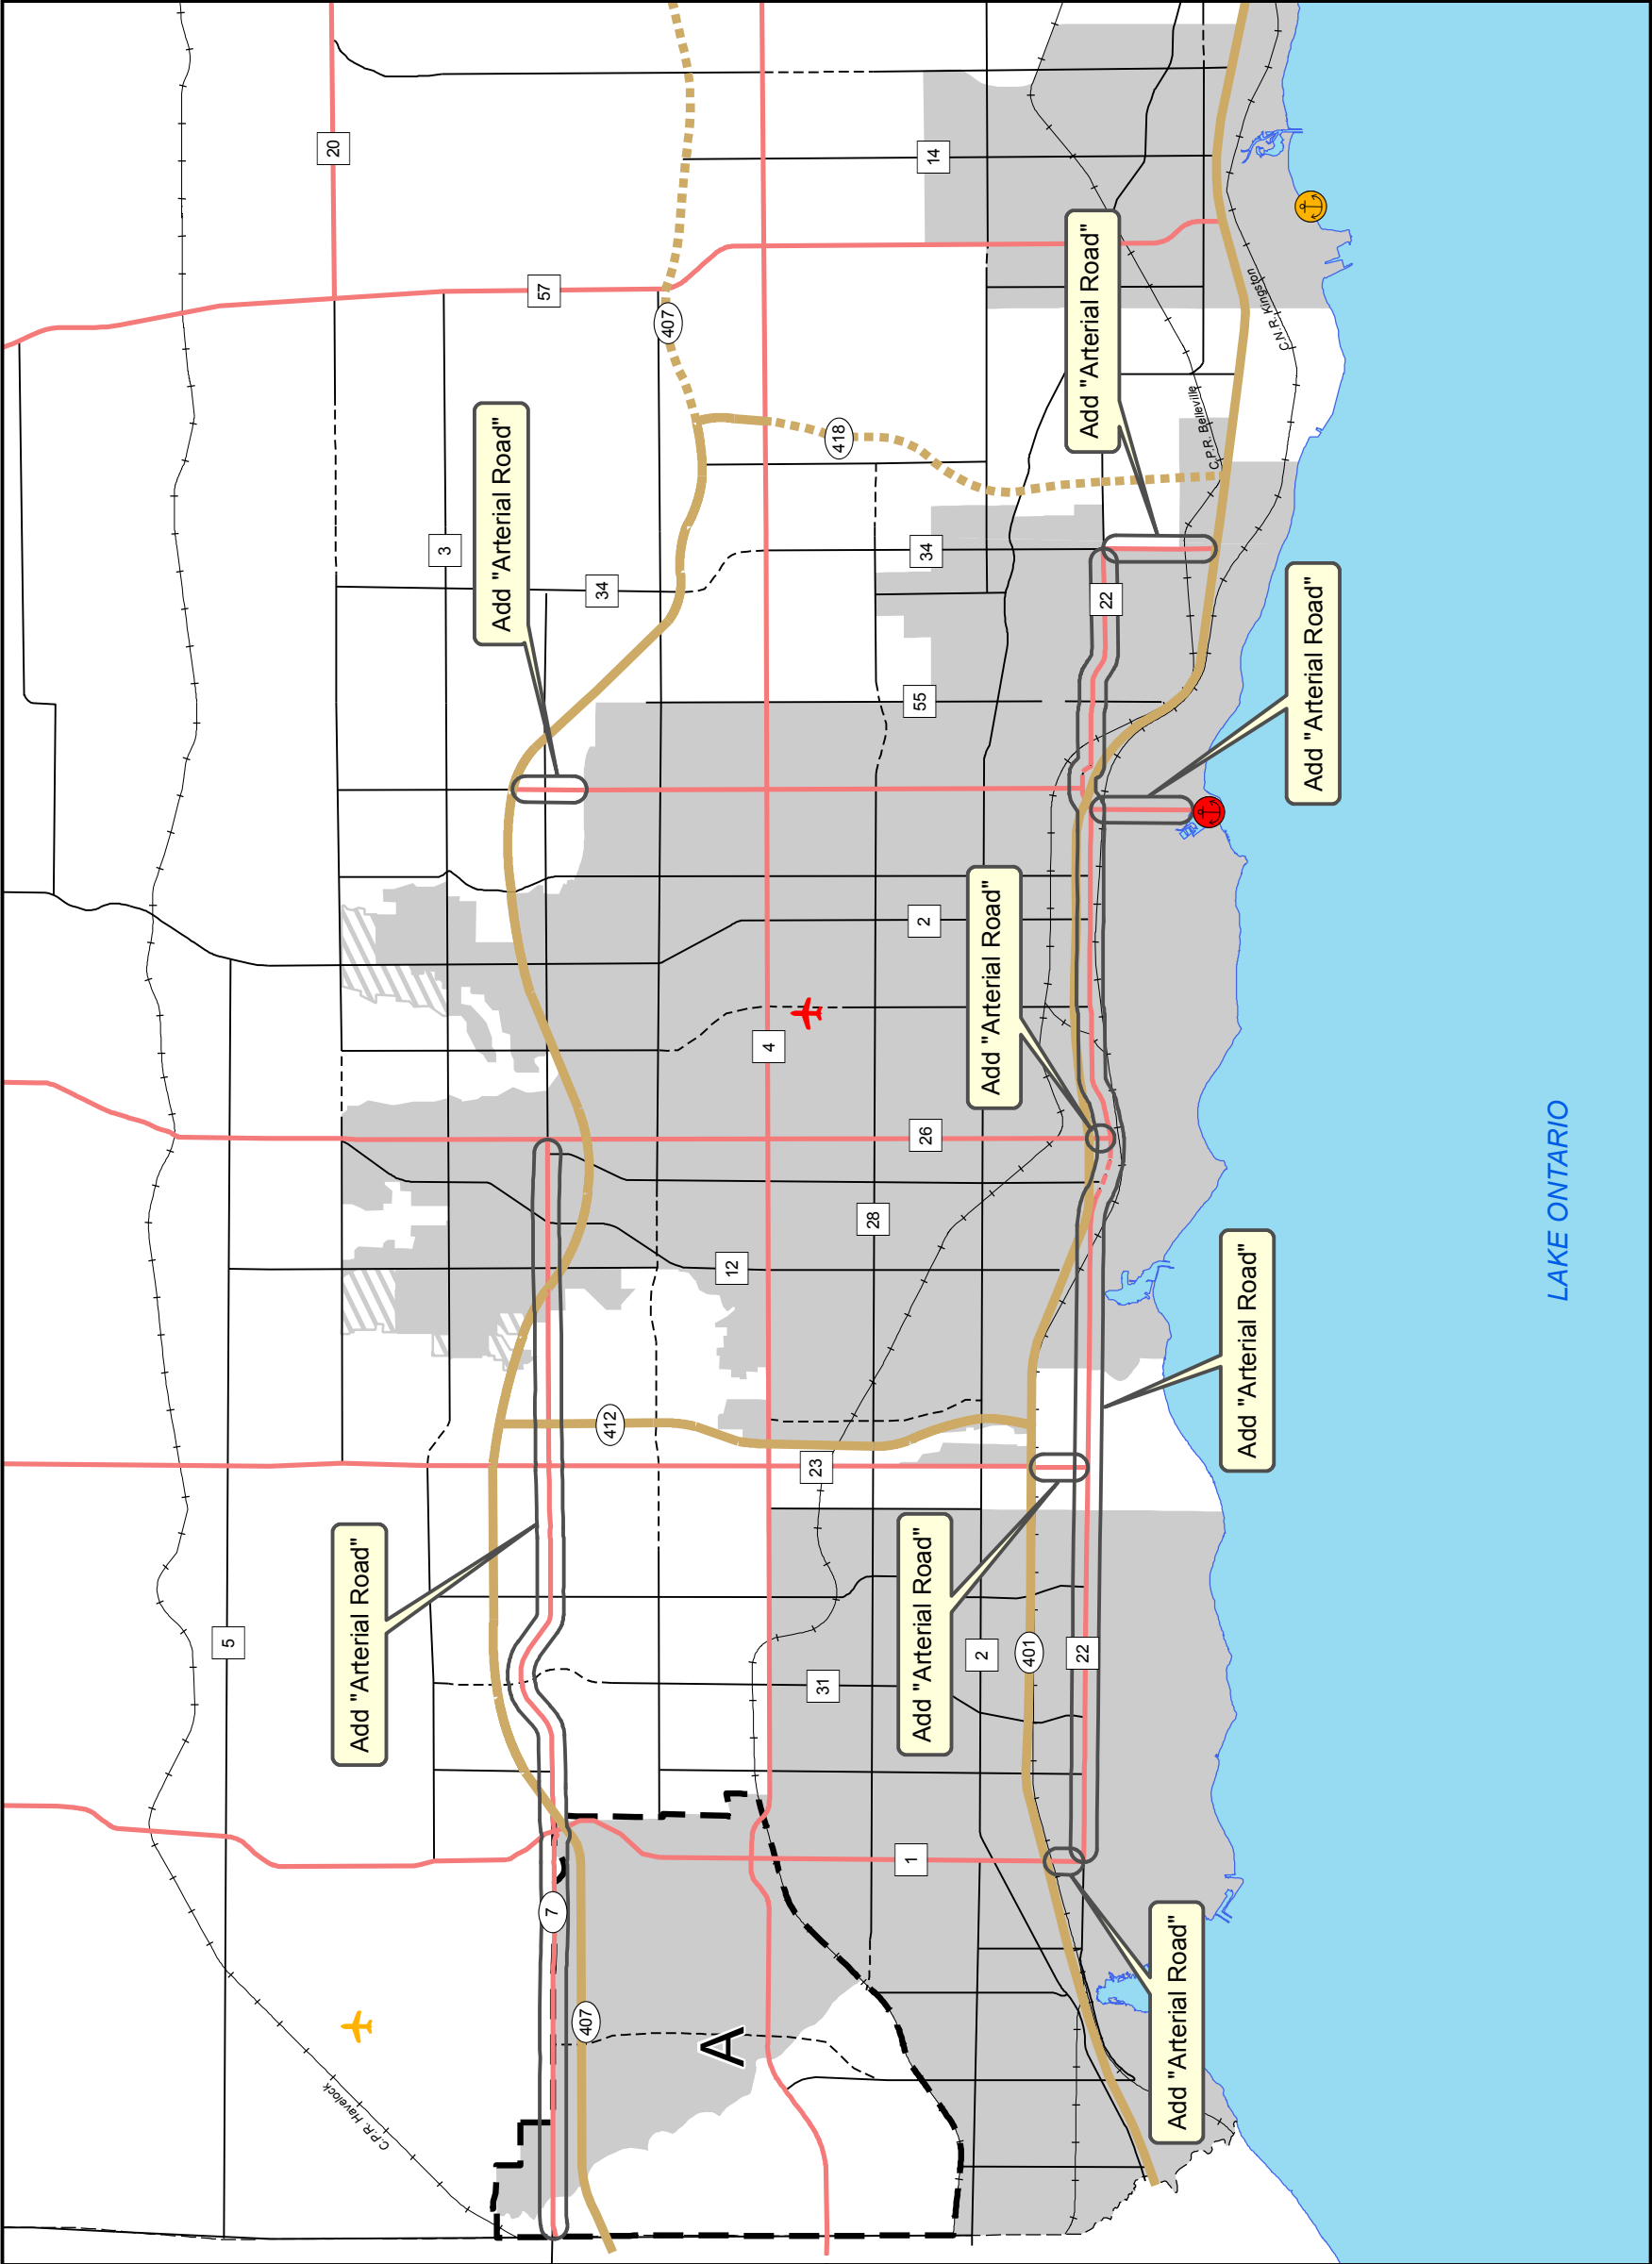 20
5
C.P.R. Havelock
Add "Arterial Road"
3
Add "Arterial Road"
57
7
407
412
34
407
A
12
4
23
31
418
28
1
55
Add "Arterial Road"
26
2
34
14
2
Add "Arterial Road"
401
22
22
Add "Arterial Road"
Add "Arterial Road"
C.P.R. Belleville
Add "Arterial Road"
C.N.R. Kingston
Add "Arterial Road"
LAKE ONTARIO